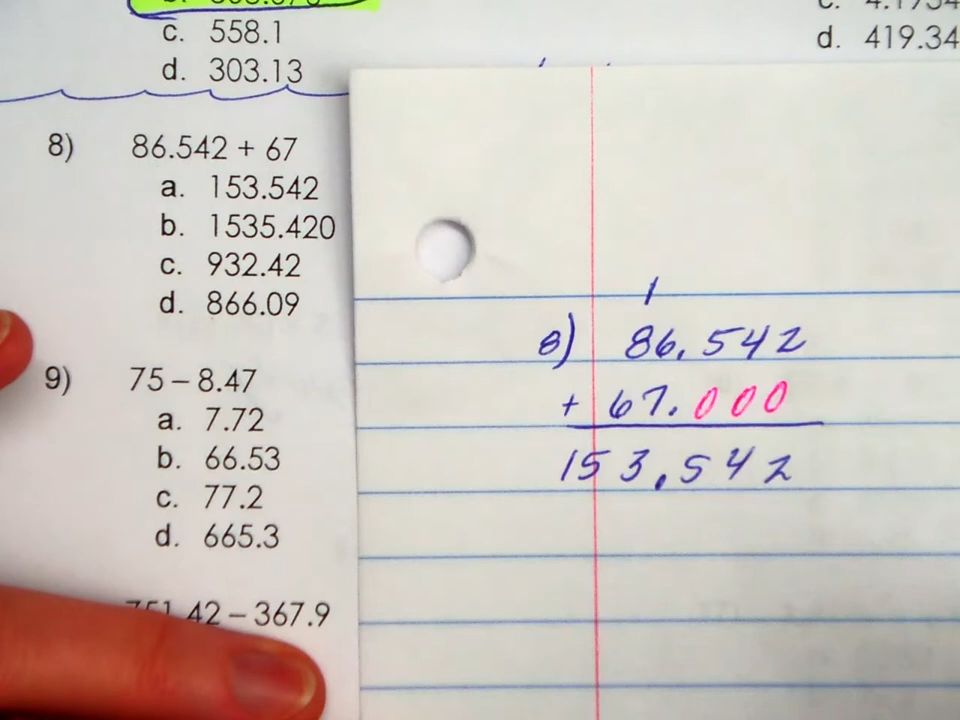 c. 558.1
d. 303.13
d. 419.34
8) 86.542 + 67
a. 153.542
b. 1535.420
c. 932.42
d. 866.09
9) 75 – 8.47
a. 7.72
b. 66.53
c. 77.2
d. 665.3
751.42 – 367.9
1
8) 86.542
+ 67.000
153.542